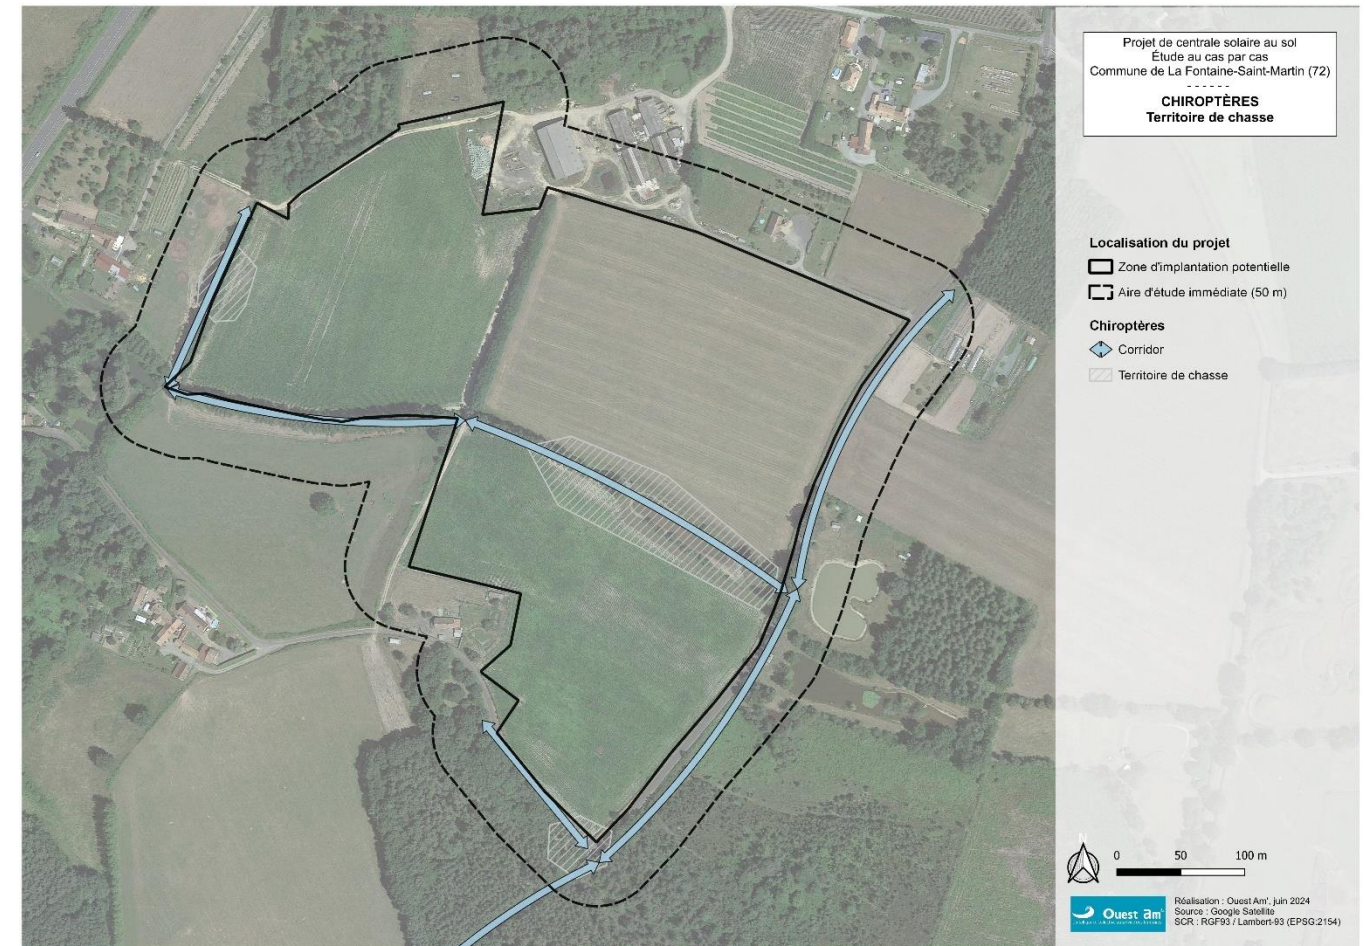 Projet de centrale solaire au sol
Étude au cas par cas
Commune de La Fontaine-Saint-Martin (72)
------
CHIROPTÈRES
Territoire de chasse
Localisation du projet
Zone d'implantation potentielle
Aire d'étude immédiate (50 m)
Chiroptères
Corridor
Territoire de chasse
N
0 50 100 m
Ouest am'
Réalisation : Ouest Am', juin 2024
Source : Google Satellite
SCR : RGF93 / Lambert-93 (EPSG:2154)